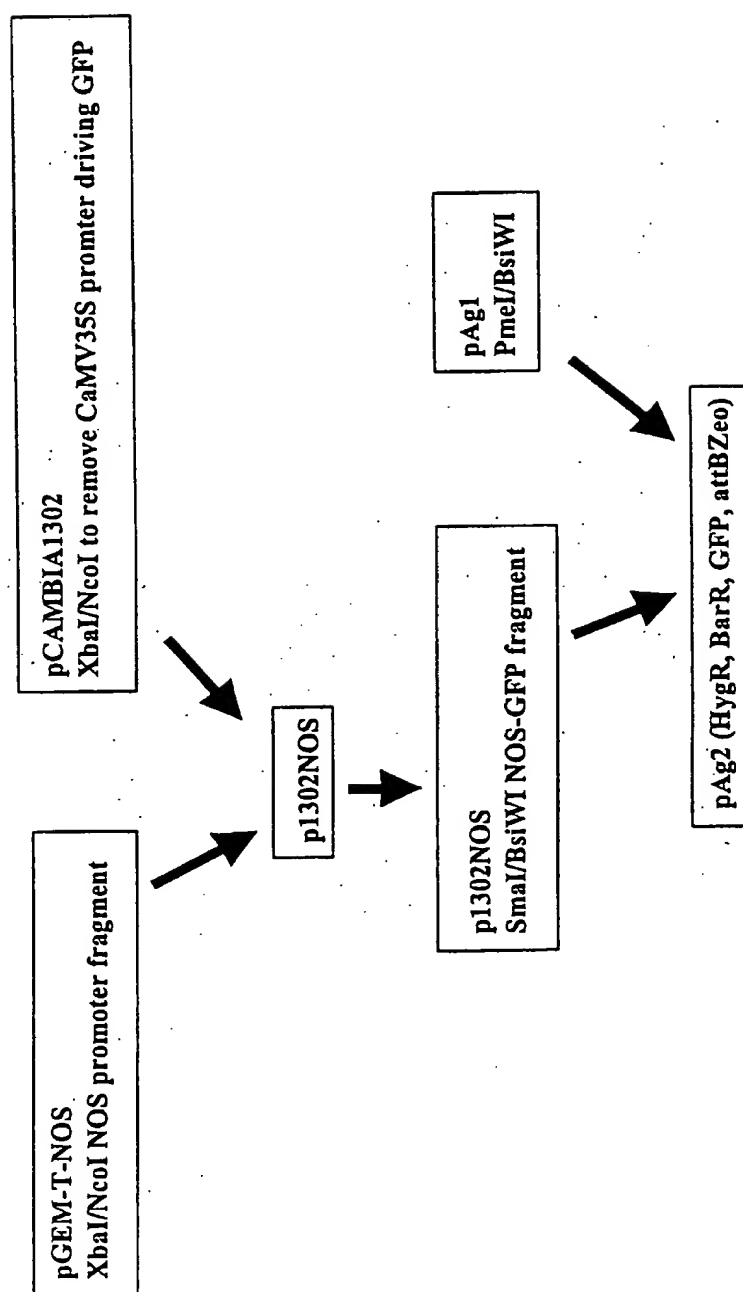 pGEM-T-NOS
XbaI/NcoI NOS promoter fragment
pCAMBIA1302
XbaI/NcoI to remove CaMV35S promter driving GFP
p1302NOS
p1302NOS
SmaI/BsiWI NOS-GFP fragment
pAg1
PmeI/BsiWI
pAg2 (HygR, BarR, GFP, attBZeo)